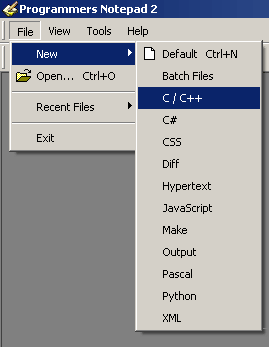 Programmers Notepad 2
File View Tools Help
New
Open... Ctrl+O
Recent Files
Exit
Default Ctrl+N
Batch Files
C / C++
C#
CSS
Diff
Hypertext
JavaScript
Make
Output
Pascal
Python
XML